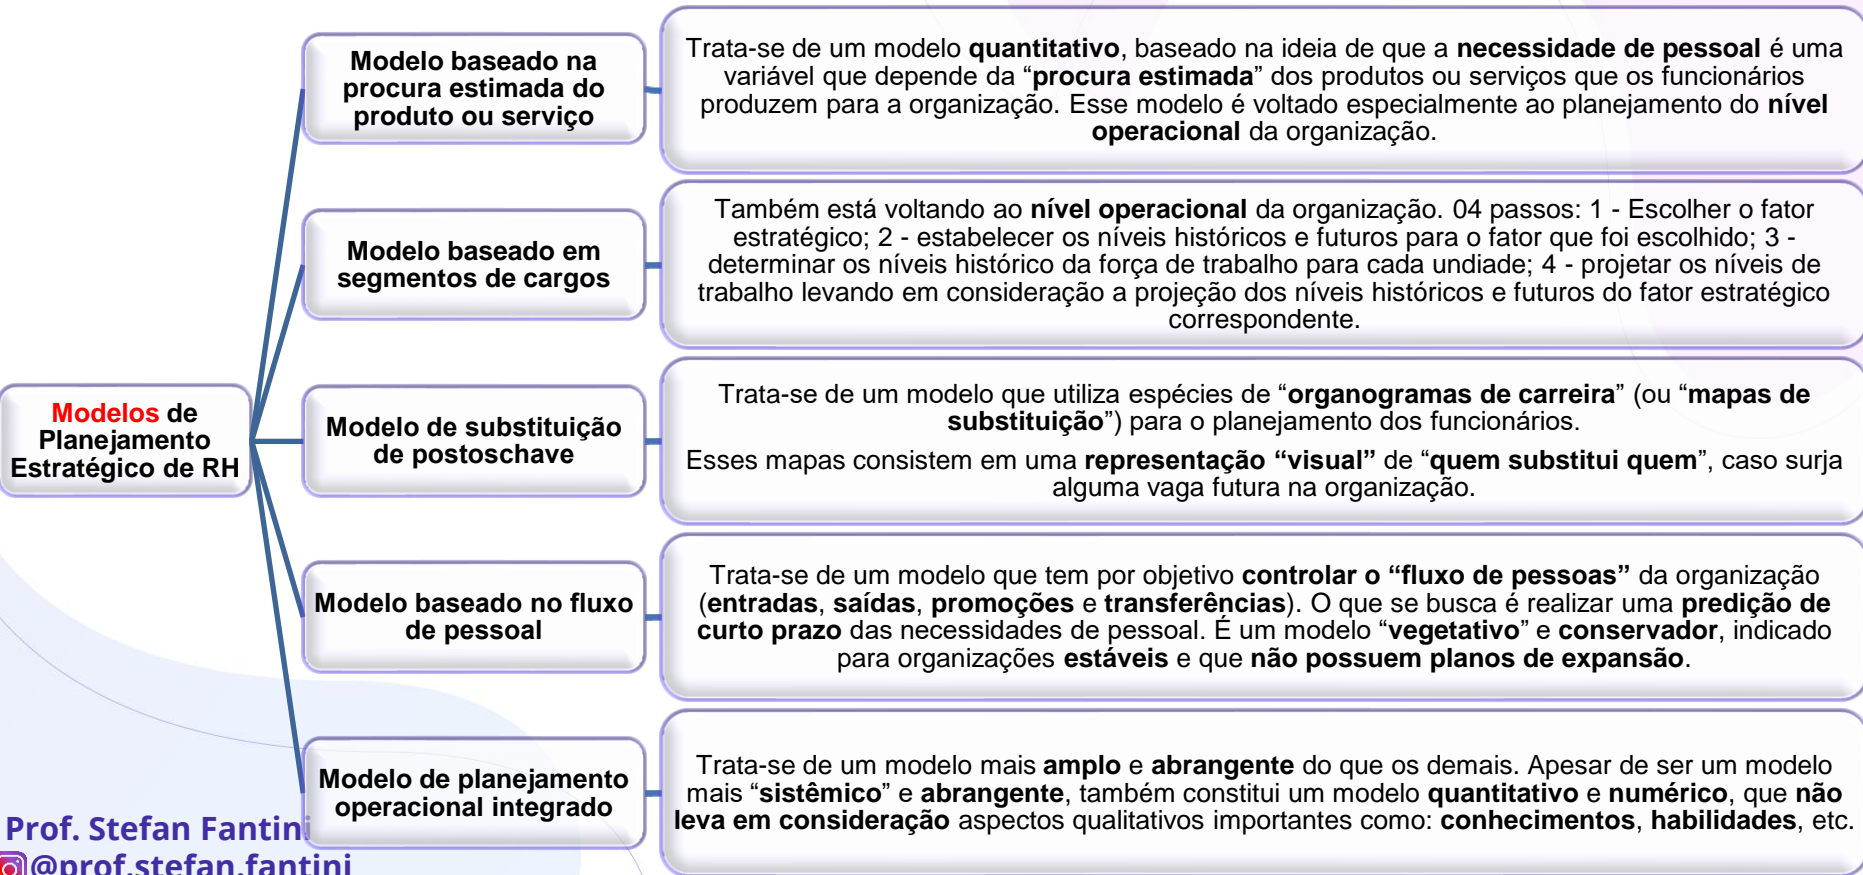 Modelos de
Planejamento
Estratégico de RH
Modelo baseado na
procura estimada do
produto ou serviço
Trata-se de um modelo quantitativo, baseado na ideia de que a necessidade de pessoal é uma
variável que depende da “procura estimada” dos produtos ou serviços que os funcionários
produzem para a organização. Esse modelo é voltado especialmente ao planejamento do nível
operacional da organização.
Modelo baseado em
segmentos de cargos
Também está voltando ao nível operacional da organização. 04 passos: 1 - Escolher o fator
estratégico; 2 - estabelecer os níveis históricos e futuros para o fator que foi escolhido; 3 -
determinar os níveis histórico da força de trabalho para cada undiade; 4 - projetar os níveis de
trabalho levando em consideração a projeção dos níveis históricos e futuros do fator estratégico
correspondente.
Modelo de substituição
de postoschave
Trata-se de um modelo que utiliza espécies de “organogramas de carreira” (ou “mapas de
substituição”) para o planejamento dos funcionários.
Esses mapas consistem em uma representação “visual” de “quem substitui quem”, caso surja
alguma vaga futura na organização.
Modelo baseado no fluxo
de pessoal
Trata-se de um modelo que tem por objetivo controlar o “fluxo de pessoas” da organização
(entradas, saídas, promoções e transferências). O que se busca é realizar uma predição de
curto prazo das necessidades de pessoal. É um modelo “vegetativo” e conservador, indicado
para organizações estáveis e que não possuem planos de expansão.
Modelo de planejamento
operacional integrado
Trata-se de um modelo mais amplo e abrangente do que os demais. Apesar de ser um modelo
mais “sistêmico” e abrangente, também constitui um modelo quantitativo e numérico, que não
leva em consideração aspectos qualitativos importantes como: conhecimentos, habilidades, etc.
Prof. Stefan Fantini
@prof.stefan.fantini